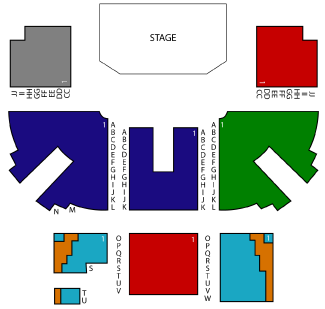 STAGE
JJ II HH GG FF EE DD CC
1
1
CC DD EE FF GG HH II JJ
1
A B C D E F G H I J K L
A B C D E F G H I J K
1
A B C D E F G H I J K L
1
N M
1
O P Q R S T U V
1
O P Q R S T U V W
1
S
T
U